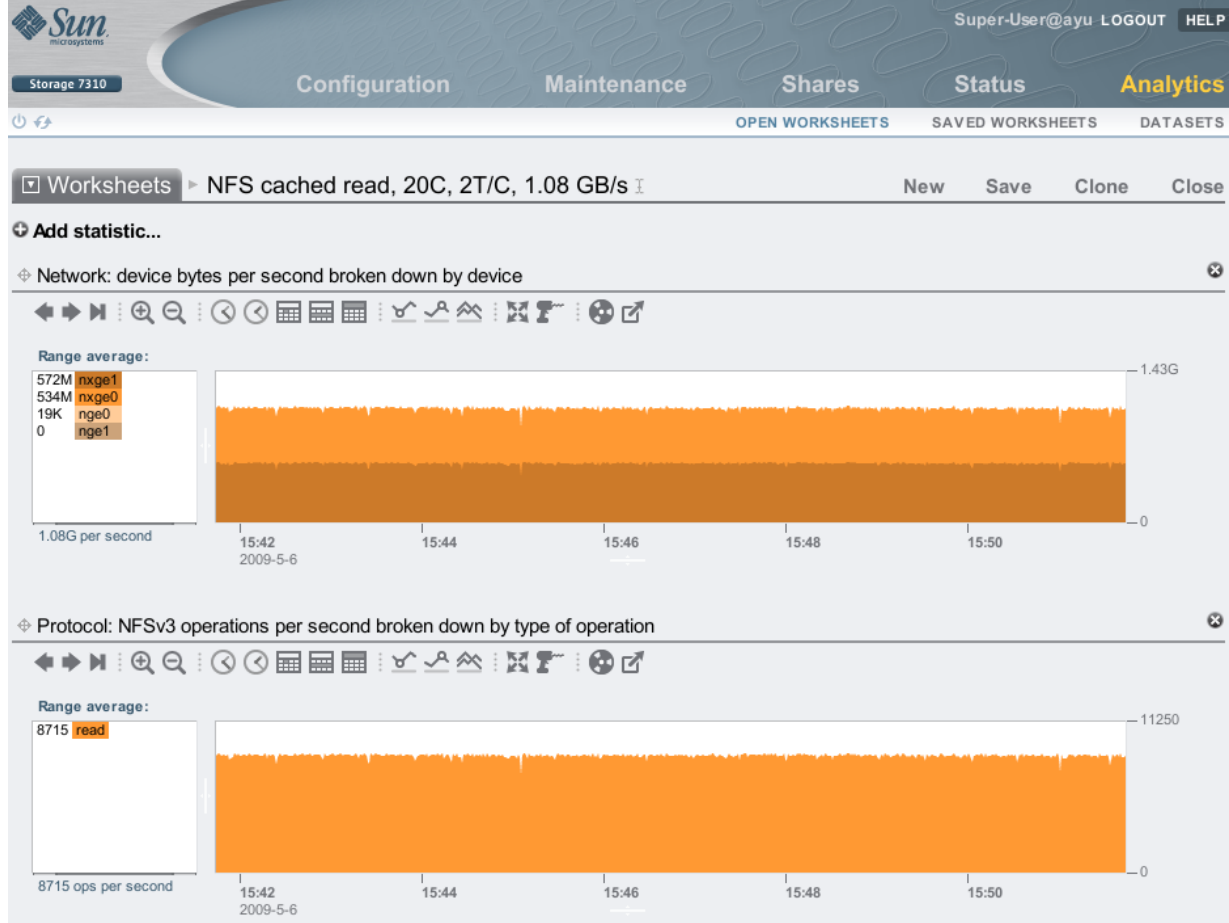 Sun
microsystems
Super-User@ayu LOGOUT HELP
Storage 7310
Configuration Maintenance Shares Status Analytics
OPEN WORKSHEETS SAVED WORKSHEETS DATASETS
Worksheets NFS cached read, 20C, 2T/C, 1.08 GB/s
New Save Clone Close
Add statistic...
Network: device bytes per second broken down by device
Range average:
572M nxge1
534M nxge0
19K nge0
0 nge1
1.08G per second
1.43G
0
15:42 15:44 15:46 15:48 15:50
2009-5-6
Protocol: NFSv3 operations per second broken down by type of operation
Range average:
8715 read
8715 ops per second
11250
0
15:42 15:44 15:46 15:48 15:50
2009-5-6